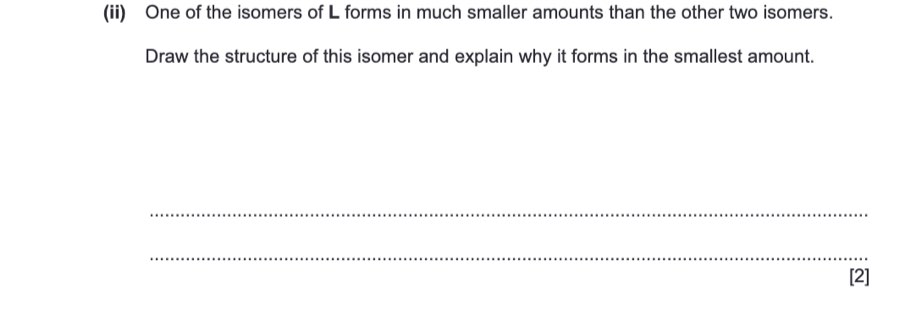 (ii) One of the isomers of L forms in much smaller amounts than the other two isomers.
Draw the structure of this isomer and explain why it forms in the smallest amount.
[2]